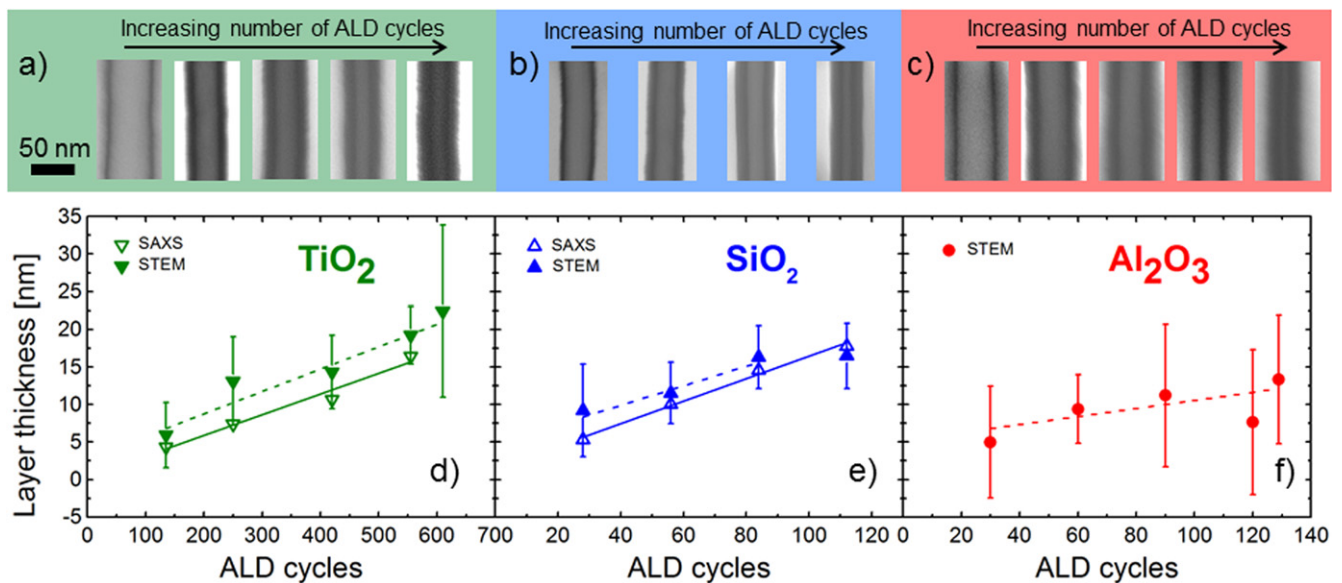 Increasing number of ALD cycles
Increasing number of ALD cycles
Increasing number of ALD cycles
a)
b)
c)
50 nm
35
30
25
20
15
10
5
0
-5
Layer thickness [nm]
SAXS
STEM
TiO2
d)
SAXS
STEM
SiO2
e)
STEM
Al2O3
f)
0 100 200 300 400 500 600 700
20 40 60 80 100 120
0 20 40 60 80 100 120 140
ALD cycles
ALD cycles
ALD cycles